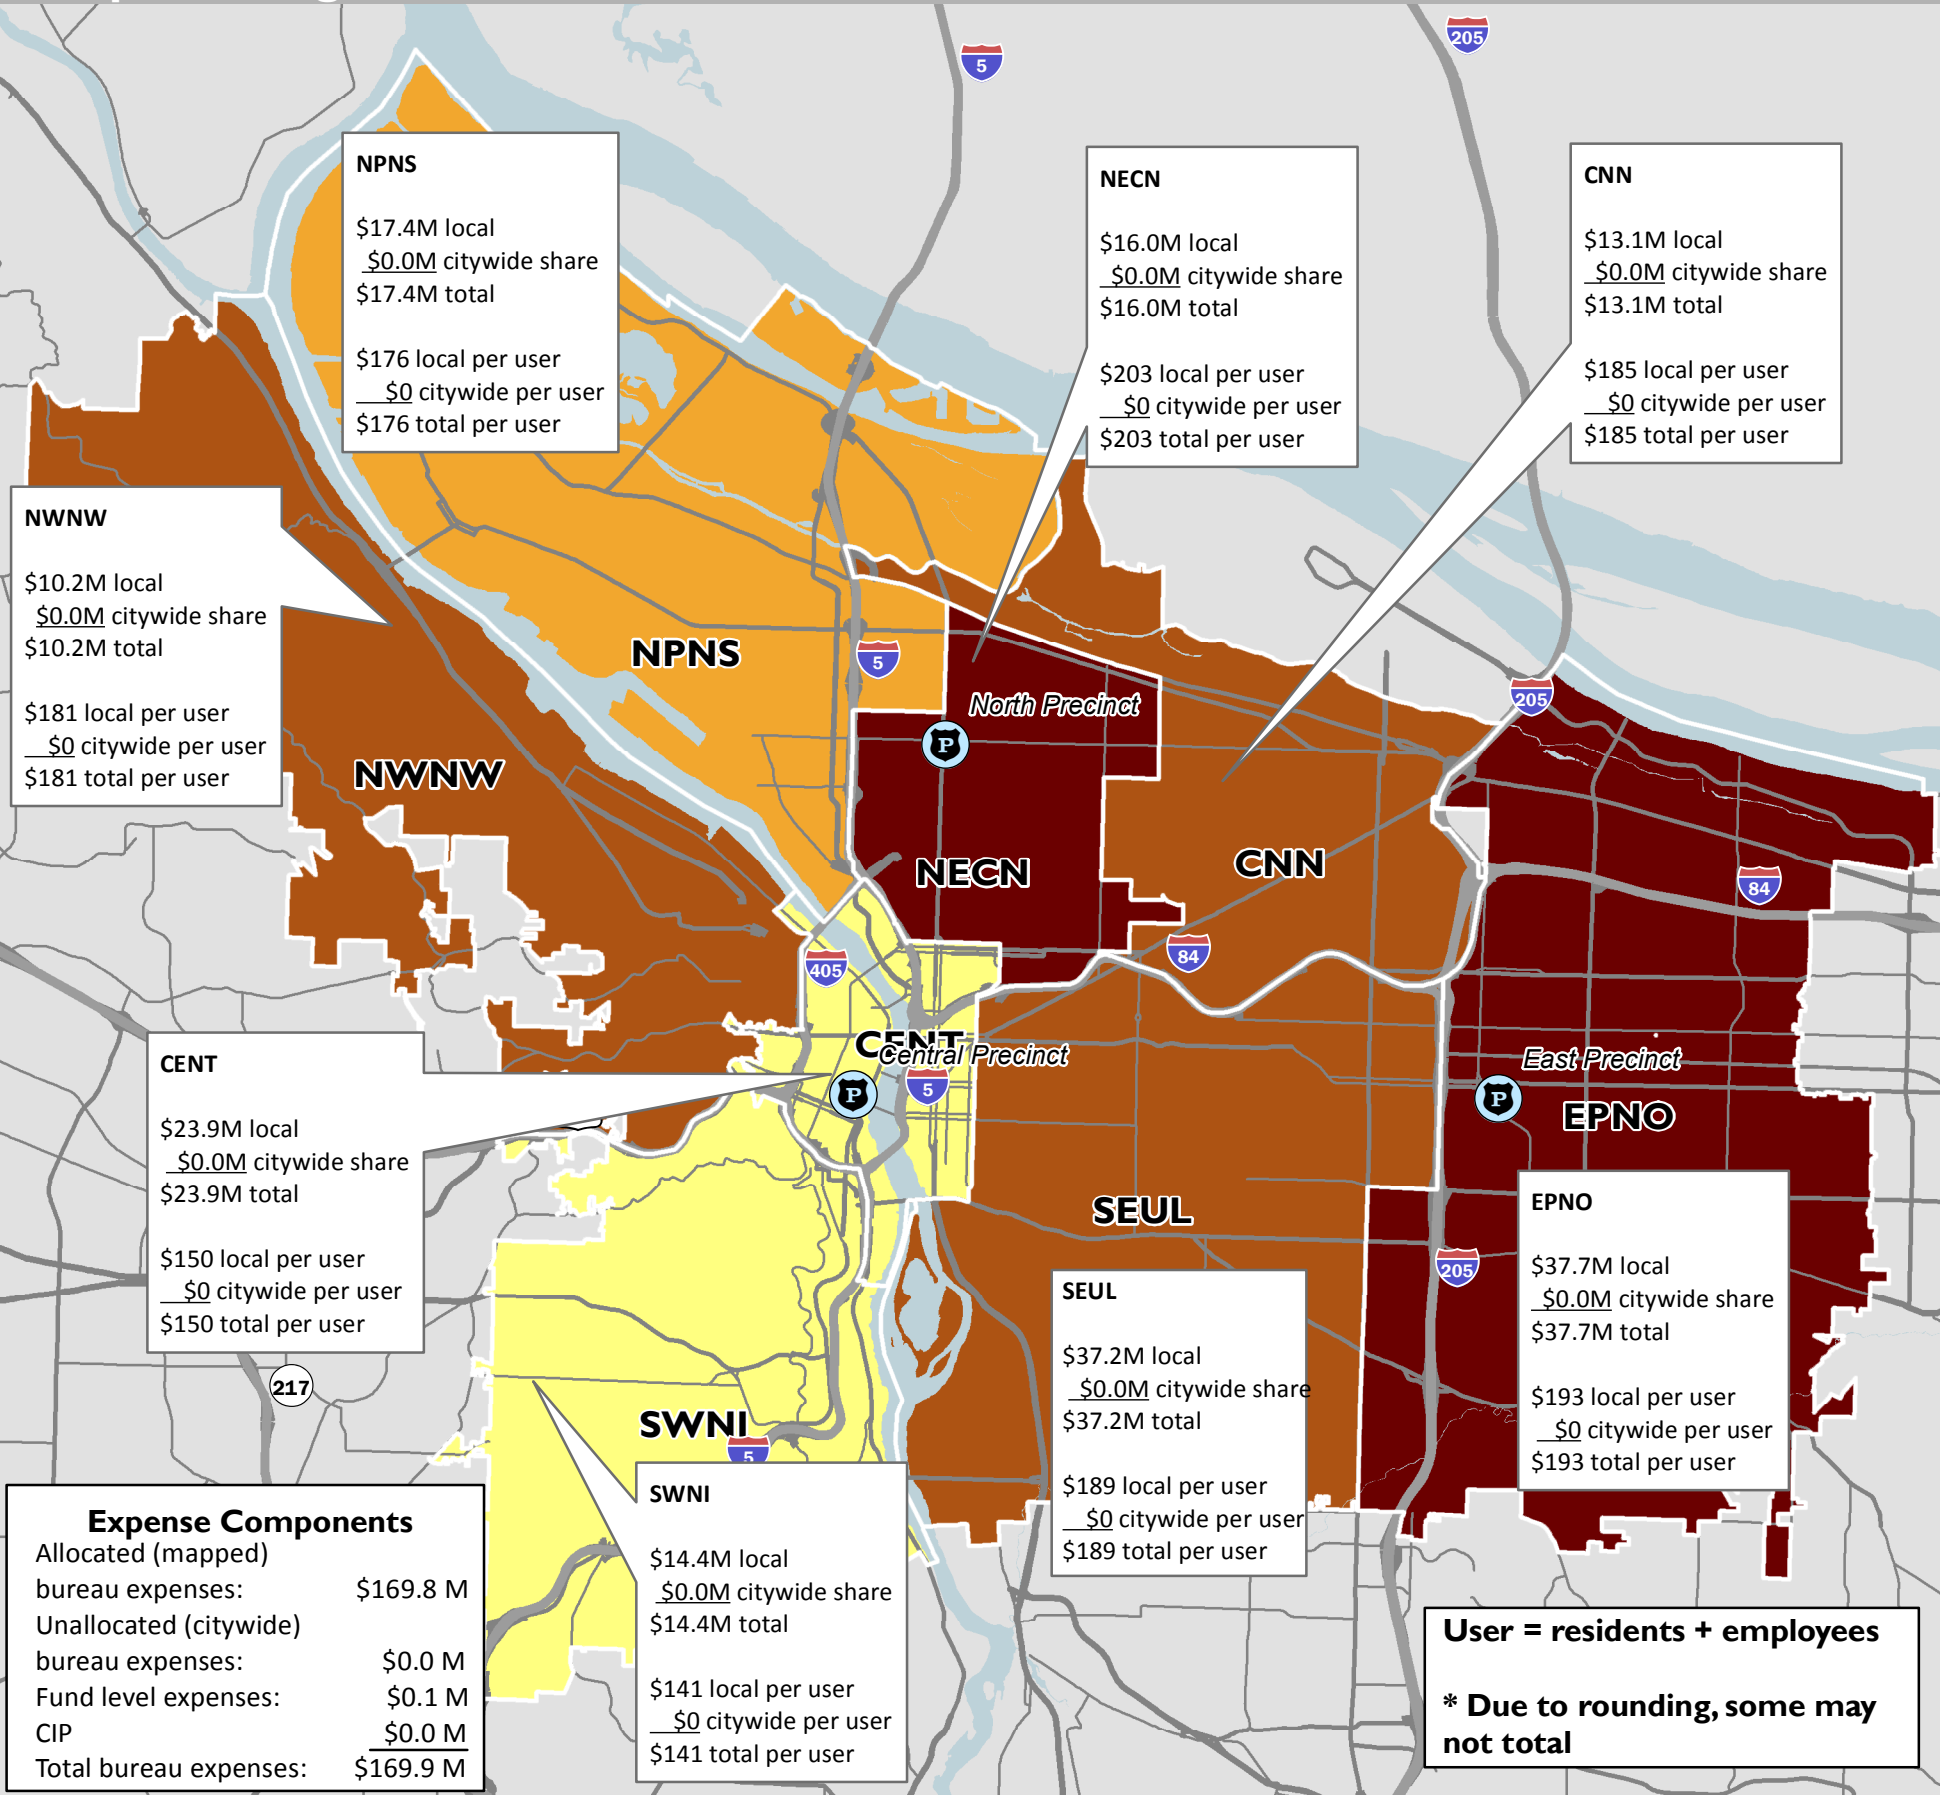 5
205
NPNS
$17.4M local
$0.0M citywide share
$17.4M total
$176 local per user
$0 citywide per user
$176 total per user
NECN
$16.0M local
$0.0M citywide share
$16.0M total
$203 local per user
$0 citywide per user
$203 total per user
CNN
$13.1M local
$0.0M citywide share
$13.1M total
$185 local per user
$0 citywide per user
$185 total per user
NWNW
$10.2M local
$0.0M citywide share
$10.2M total
$181 local per user
$0 citywide per user
$181 total per user
NPNS
5
North Precinct
P
205
NWNW
NECN
CNN
84
84
405
CENT
Central Precinct
P
5
East Precinct
P
EPNO
CENT
$23.9M local
$0.0M citywide share
$23.9M total
$150 local per user
$0 citywide per user
$150 total per user
SEUL
205
EPNO
$37.7M local
$0.0M citywide share
$37.7M total
$193 local per user
$0 citywide per user
$193 total per user
SEUL
$37.2M local
$0.0M citywide share
$37.2M total
$189 local per user
$0 citywide per user
$189 total per user
217
SWNI
5
SWNI
$14.4M local
$0.0M citywide share
$14.4M total
$141 local per user
$0 citywide per user
$141 total per user
Expense Components
Allocated (mapped)
bureau expenses: $169.8 M
Unallocated (citywide)
bureau expenses: $0.0 M
Fund level expenses: $0.1 M
CIP $0.0 M
Total bureau expenses: $169.9 M
User = residents + employees
* Due to rounding, some may
not total